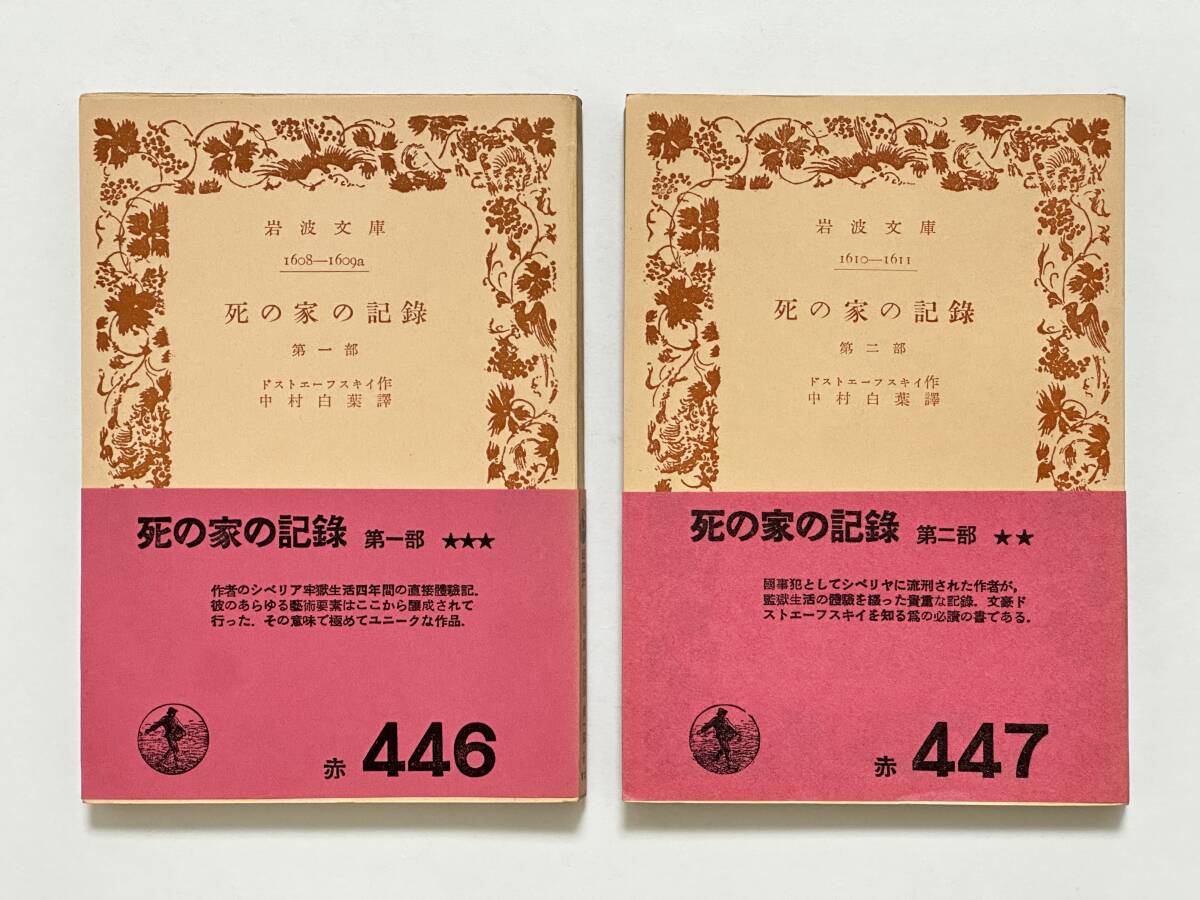 岩波文庫
1608—1609a
死の家の記錄
第一部
ドストエーフスキイ作
中村白葉譯
死の家の記錄 第一部 ★★★
作者のシベリア牢獄生活四年間の直接體驗記.
彼のあらゆる藝術要素はここから釀成されて
行った. その意味で極めてユニークな作品.
赤 446
岩波文庫
1610—1611
死の家の記錄
第二部
ドストエーフスキイ作
中村白葉譯
死の家の記錄 第二部 ★★
國事犯としてシベリヤに流刑された作者が,
監獄生活の體驗を綴った貴重な記錄. 文豪ド
ストエーフスキイを知る爲の必讀の書である.
赤 447